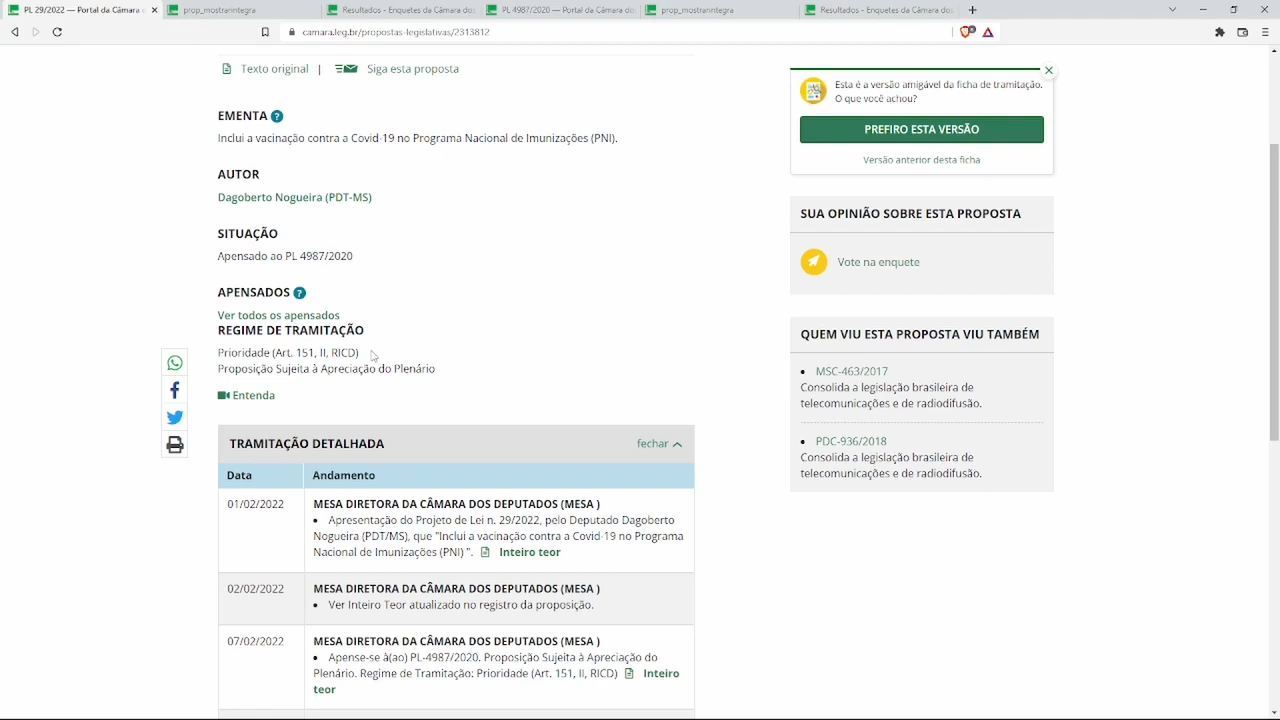 PL 29/2022 — Portal da Câmara d
prop_mostrarintegra
Resultados - Enquetes da Câmara dos
PL 4987/2020 — Portal da Câmara dos
prop_mostrarintegra
Resultados - Enquetes da Câmara dos
camara.leg.br/propostas-legislativas/2313812
Texto original | Siga esta proposta
EMENTA ?
Inclui a vacinação contra a Covid-19 no Programa Nacional de Imunizações (PNI).
AUTOR
Dagoberto Nogueira (PDT-MS)
SITUAÇÃO
Apensado ao PL 4987/2020
APENSADOS ?
Ver todos os apensados
REGIME DE TRAMITAÇÃO
Prioridade (Art. 151, II, RICD)
Proposição Sujeita à Apreciação do Plenário
Entenda
TRAMITAÇÃO DETALHADA fechar
Data Andamento
01/02/2022 MESA DIRETORA DA CÂMARA DOS DEPUTADOS (MESA )
• Apresentação do Projeto de Lei n. 29/2022, pelo Deputado Dagoberto
Nogueira (PDT/MS), que "Inclui a vacinação contra a Covid-19 no Programa
Nacional de Imunizações (PNI) ". Inteiro teor
02/02/2022 MESA DIRETORA DA CÂMARA DOS DEPUTADOS (MESA )
• Ver Inteiro Teor atualizado no registro da proposição.
07/02/2022 MESA DIRETORA DA CÂMARA DOS DEPUTADOS (MESA )
• Apense-se à(ao) PL-4987/2020. Proposição Sujeita à Apreciação do
Plenário. Regime de Tramitação: Prioridade (Art. 151, II, RICD) Inteiro
teor
Esta é a versão amigável da ficha de tramitação.
O que você achou?
PREFIRO ESTA VERSÃO
Versão anterior desta ficha
SUA OPINIÃO SOBRE ESTA PROPOSTA
Vote na enquete
QUEM VIU ESTA PROPOSTA VIU TAMBÉM
• MSC-463/2017
Consolida a legislação brasileira de
telecomunicações e de radiodifusão.
• PDC-936/2018
Consolida a legislação brasileira de
telecomunicações e de radiodifusão.